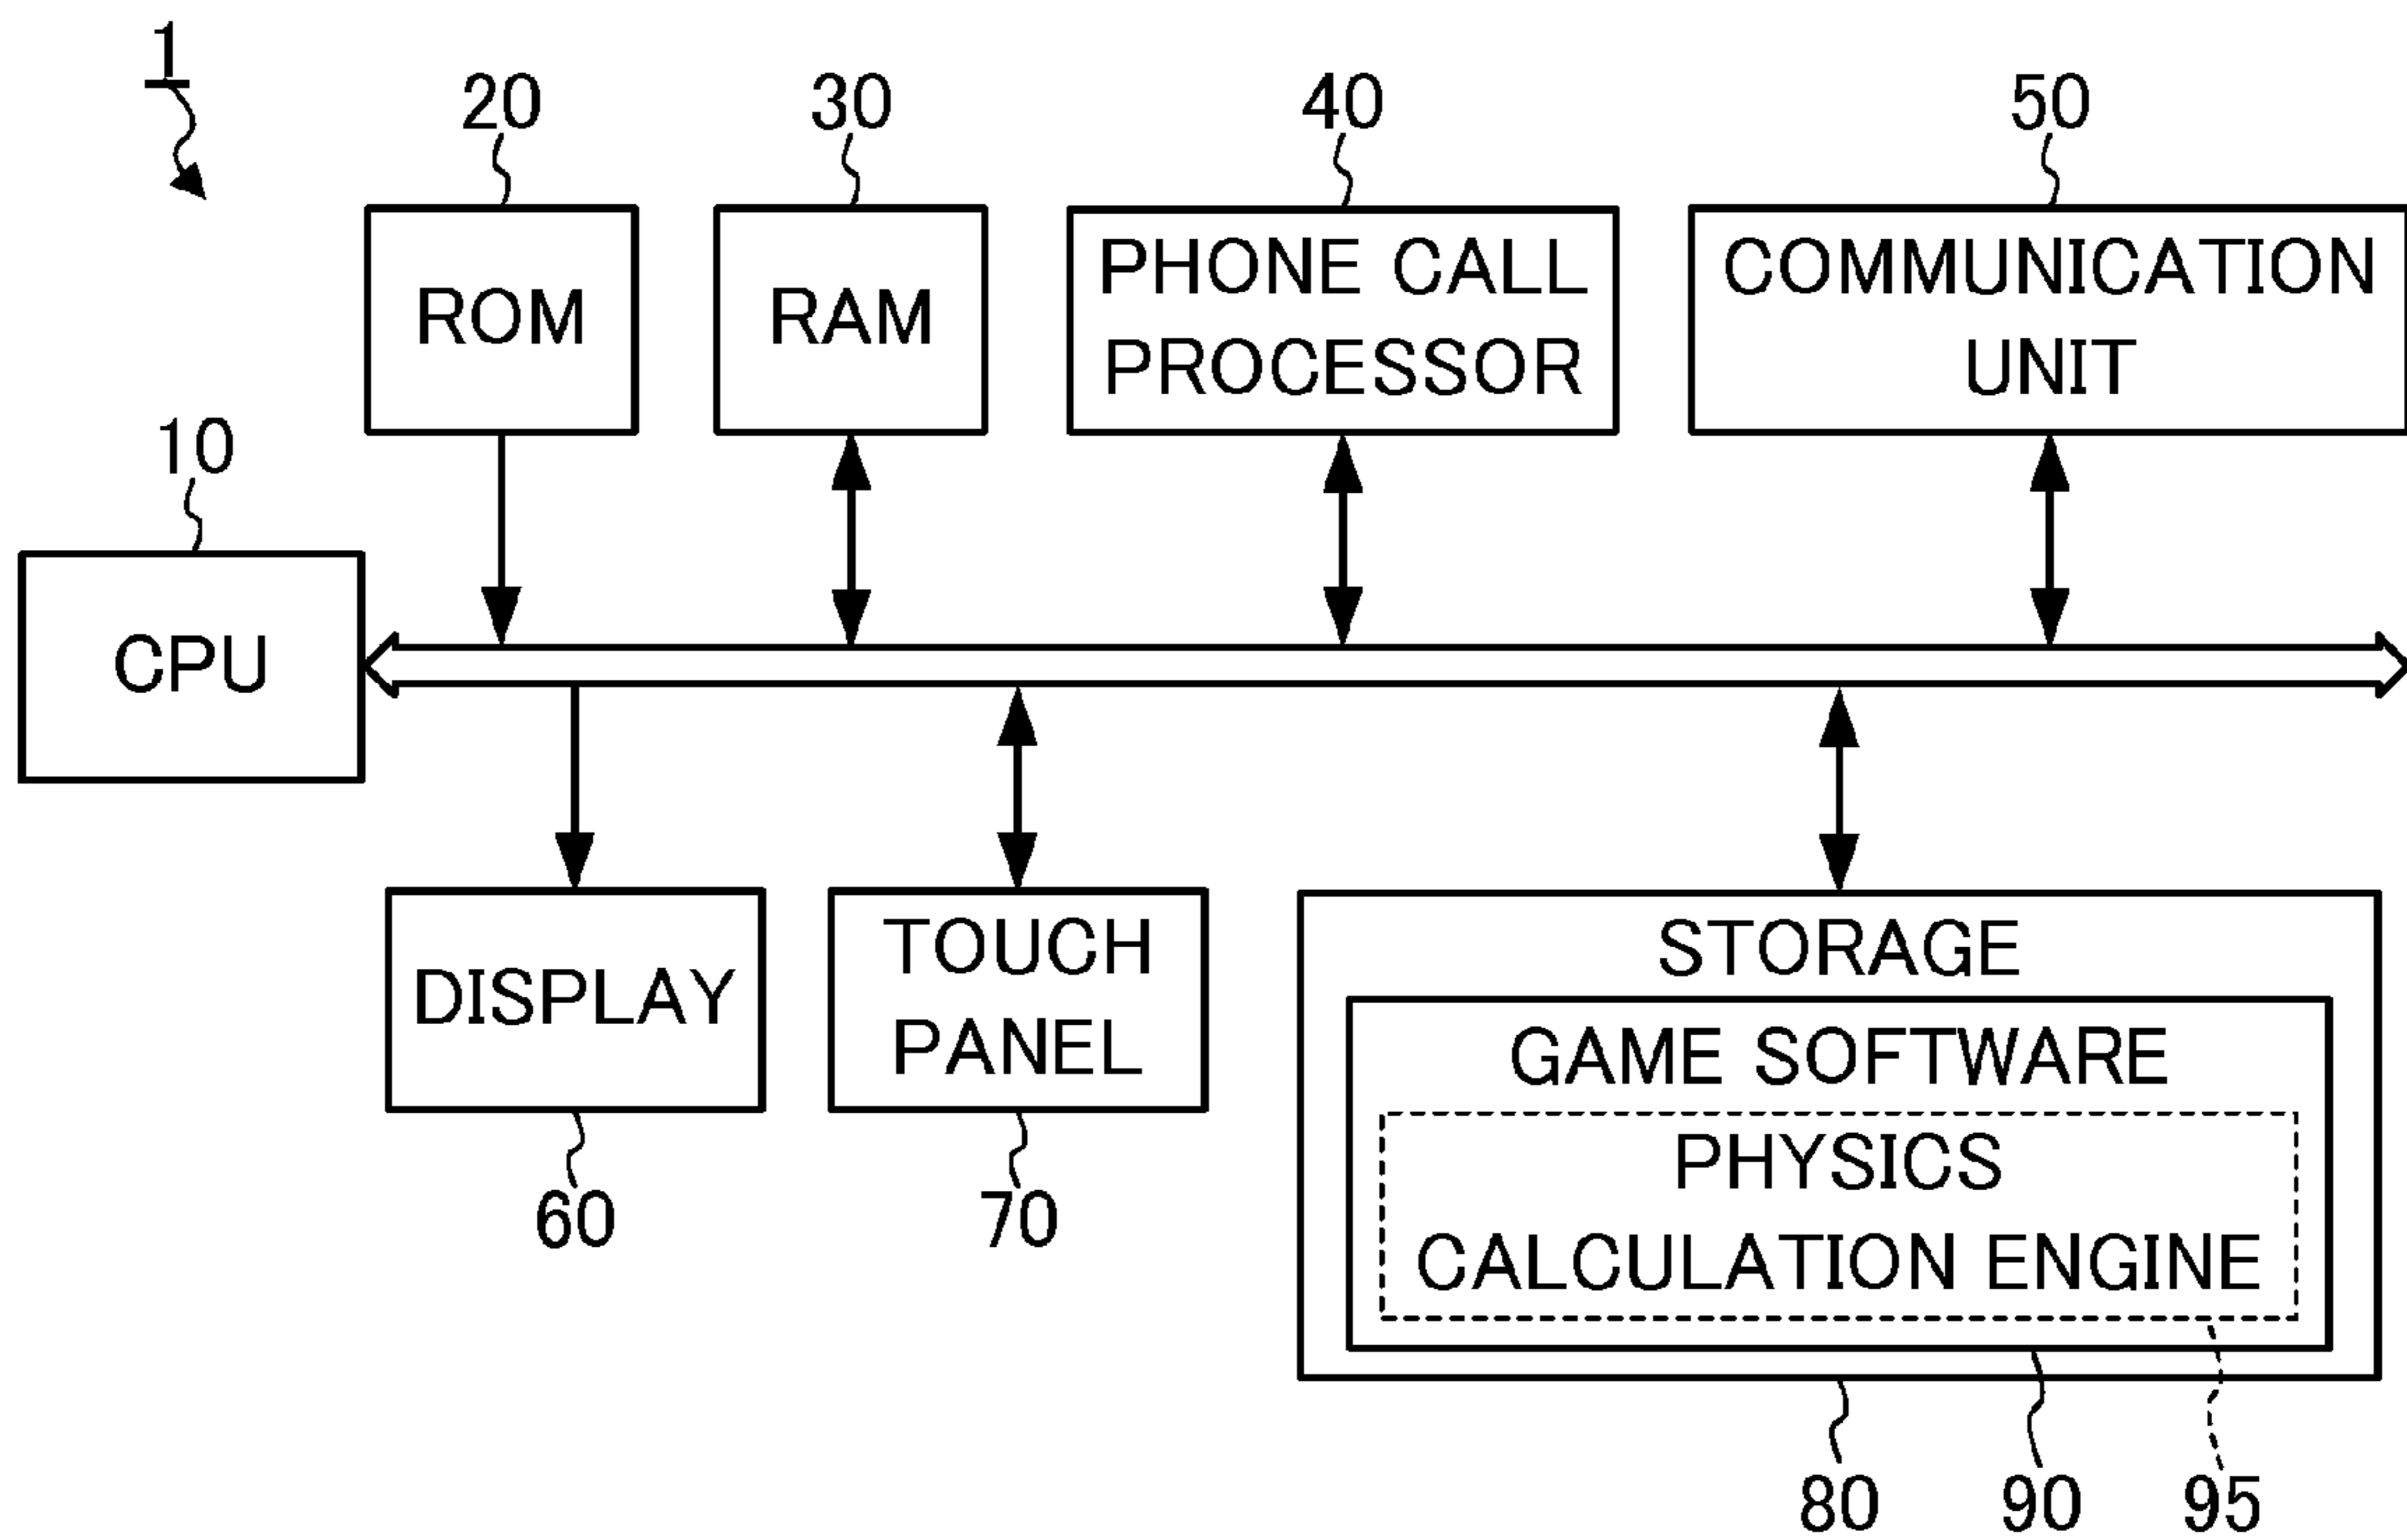 1
20
30
40
50
ROM
RAM
PHONE CALL
PROCESSOR
COMMUNICATION
UNIT
10
CPU
DISPLAY
TOUCH
PANEL
STORAGE
GAME SOFTWARE
PHYSICS
CALCULATION ENGINE
60
70
80
90
95